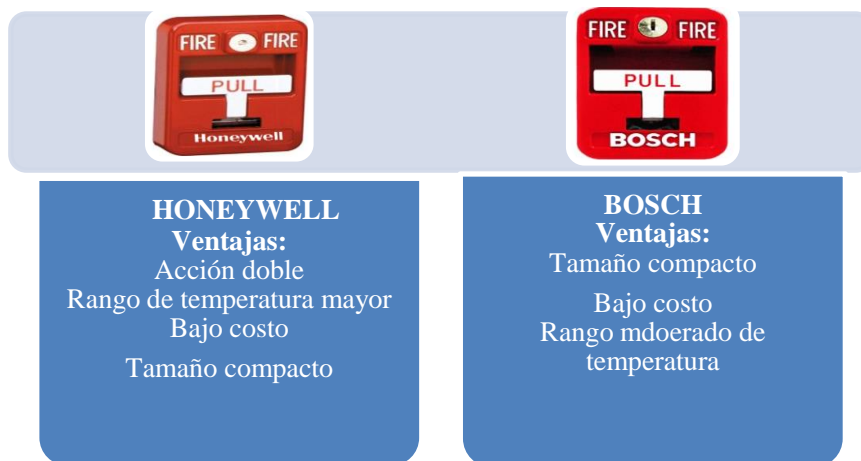 FIRE FIRE
PULL
Honeywell
FIRE FIRE
PULL
BOSCH
HONEYWELL
Ventajas:
Acción doble
Rango de temperatura mayor
Bajo costo
Tamaño compacto
BOSCH
Ventajas:
Tamaño compacto
Bajo costo
Rango mdoerado de
temperatura